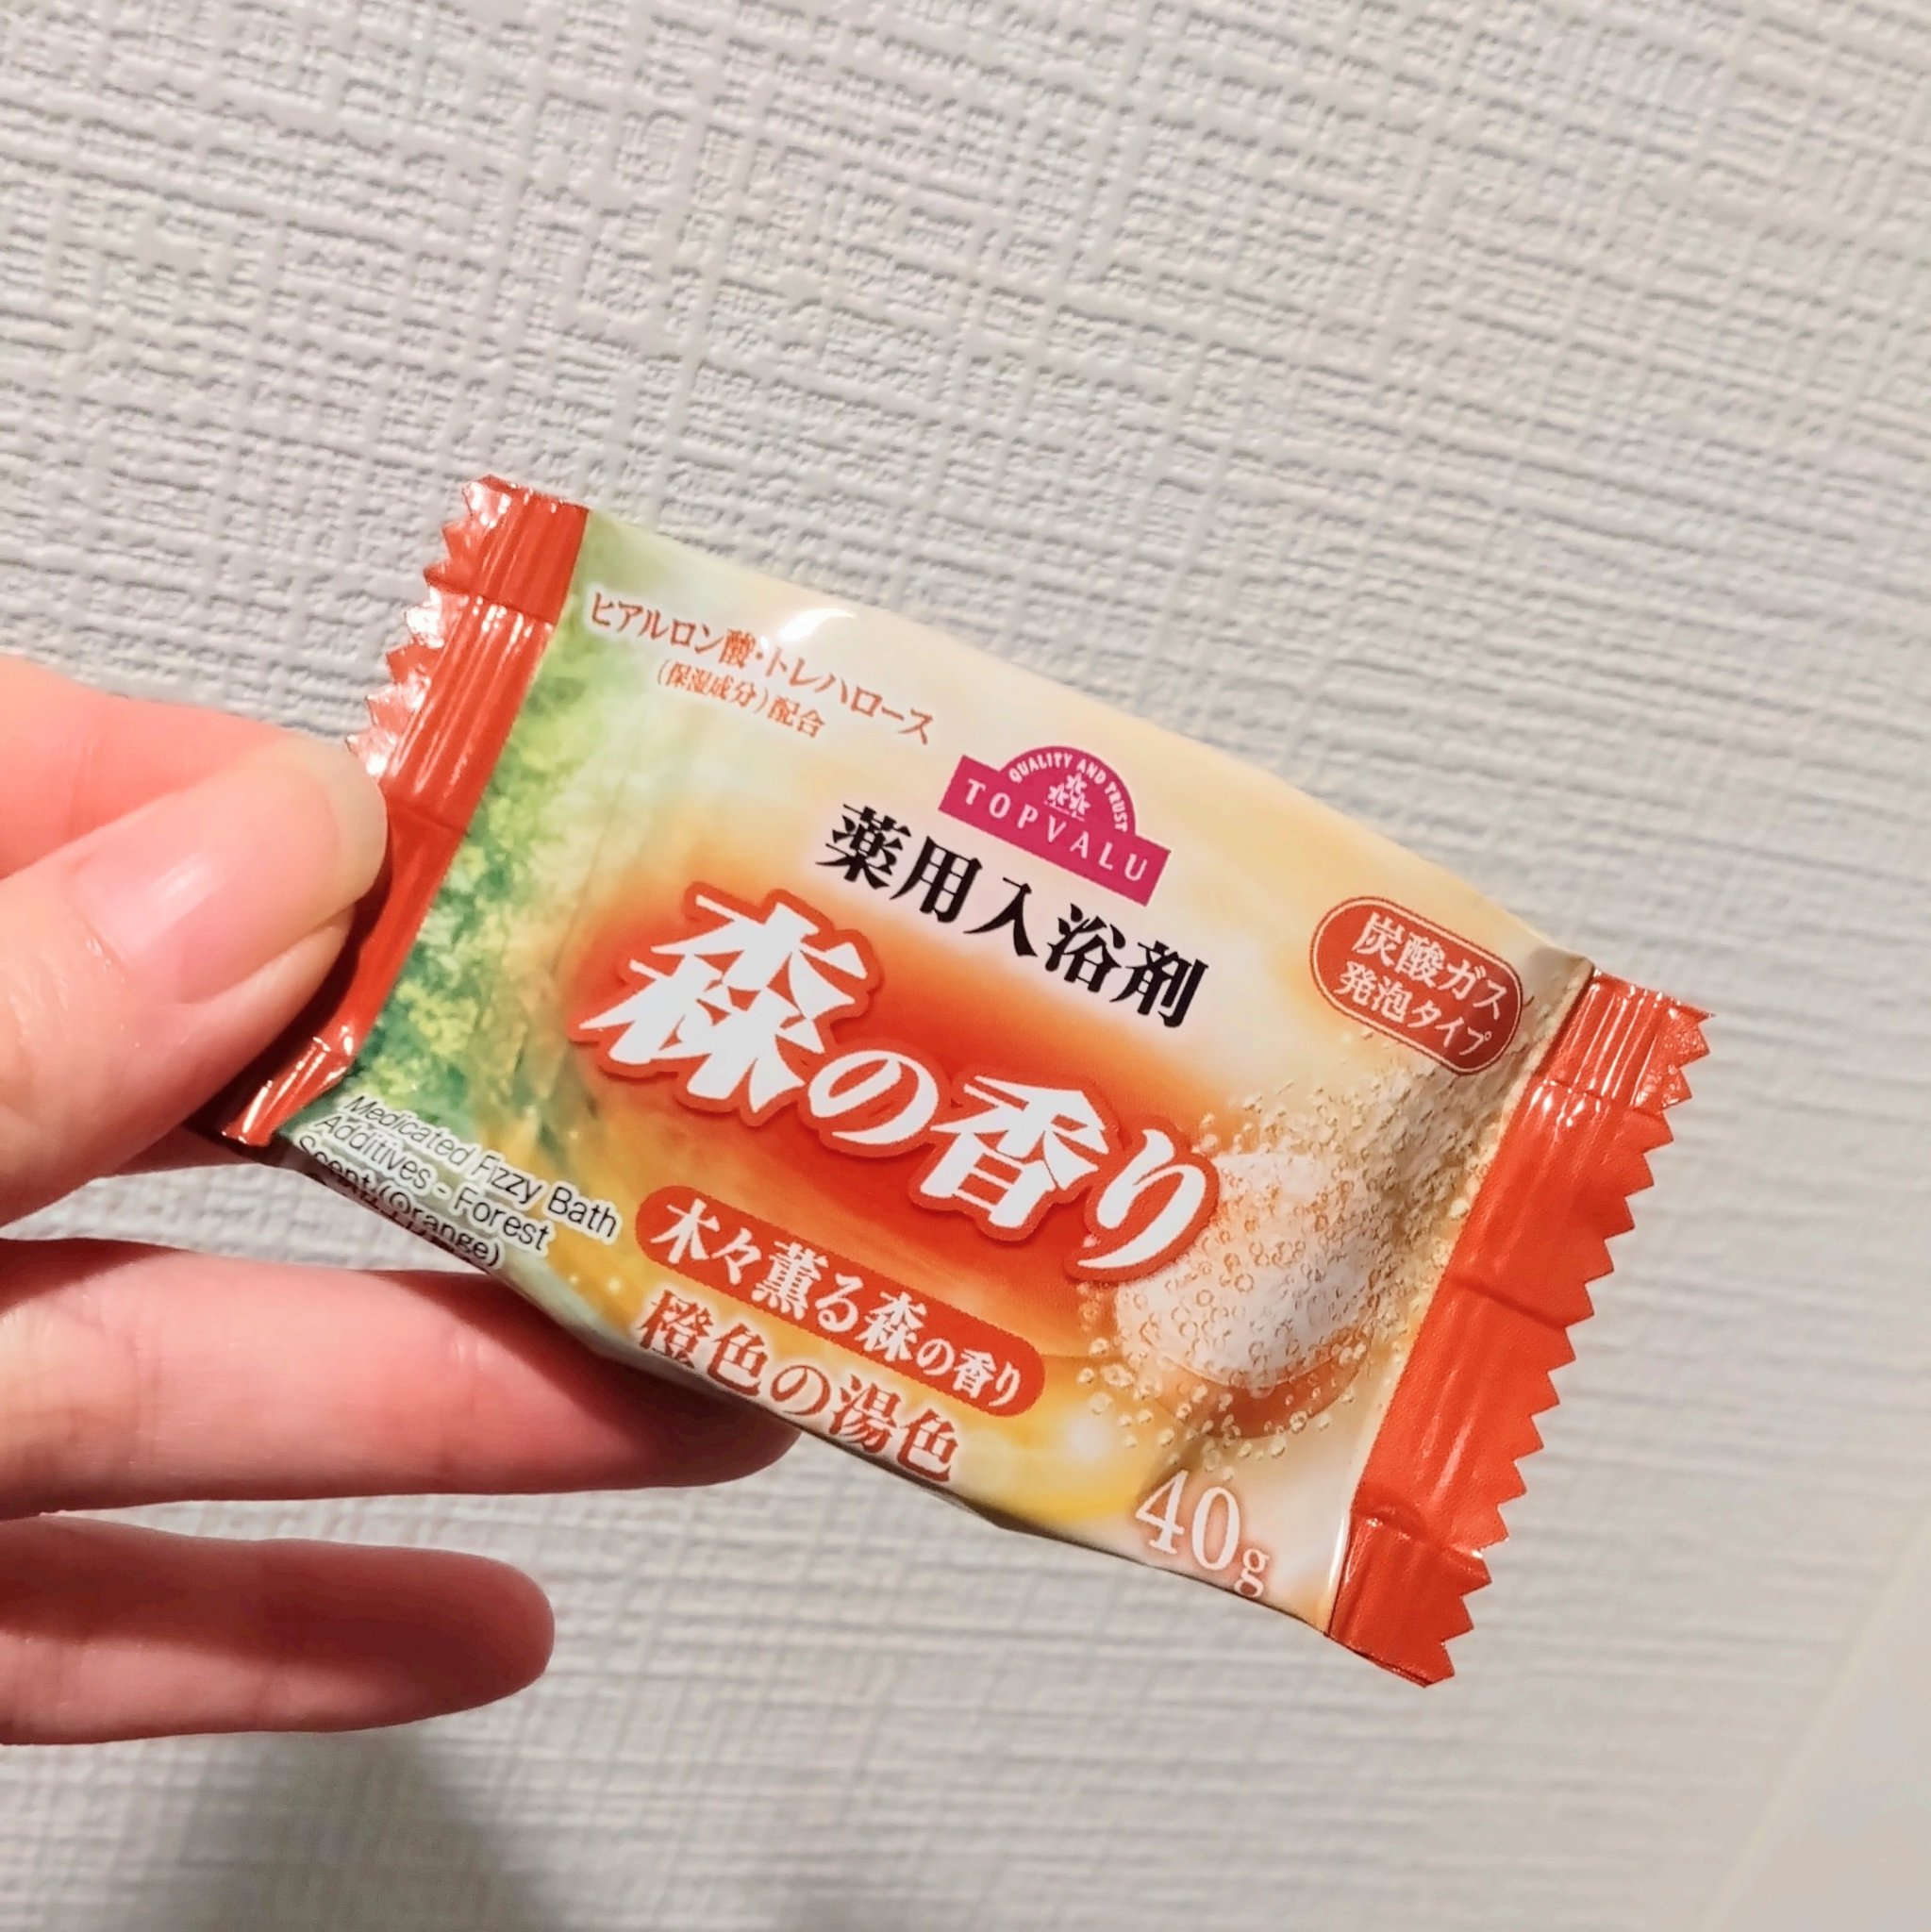 ヒアルロン酸・トレハロース
(保湿成分)配合
QUALITY AND TRUST
TOPVALU
薬用入浴剤
炭酸ガス
発泡タイプ
森の香り
Medicated Fizzy Bath
Additives - Forest
Scent (Orange)
木々薫る森の香り
橙色の湯色
40g